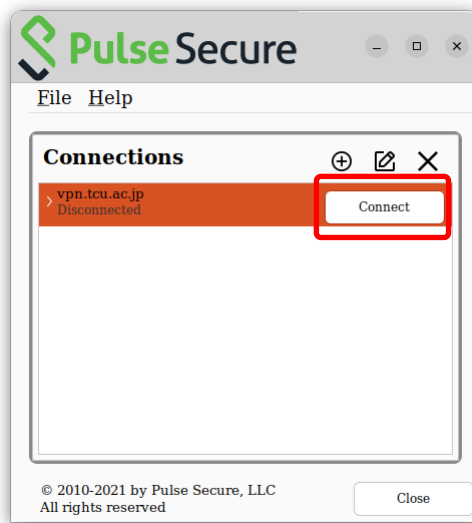 Pulse Secure
File Help
Connections
vpn.tcu.ac.jp
Disconnected
Connect
© 2010-2021 by Pulse Secure, LLC
All rights reserved
Close